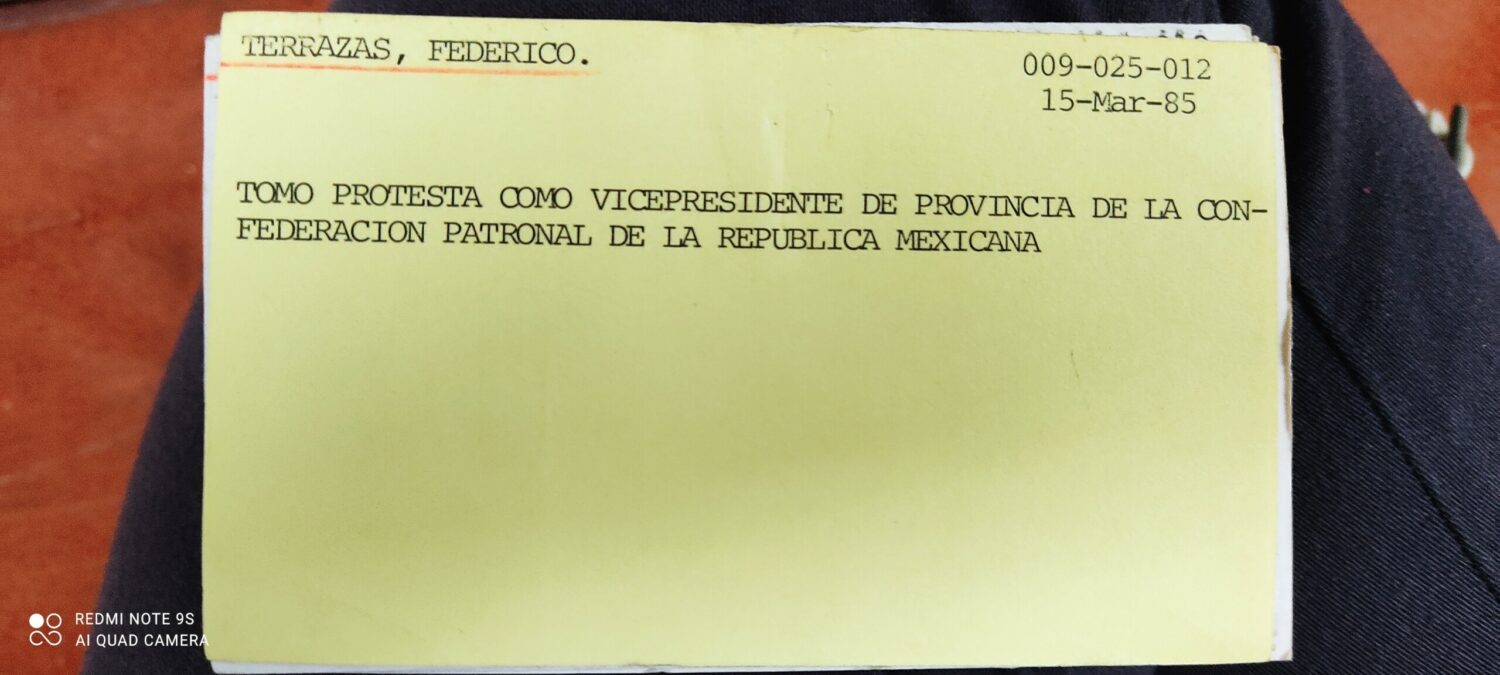 TERRAZAS, FEDERICO.
009-025-012
15-Mar-85
TOMO PROTESTA COMO VICEPRESIDENTE DE PROVINCIA DE LA CON-
FEDERACION PATRONAL DE LA REPUBLICA MEXICANA
REDMI NOTE 9S
AI QUAD CAMERA